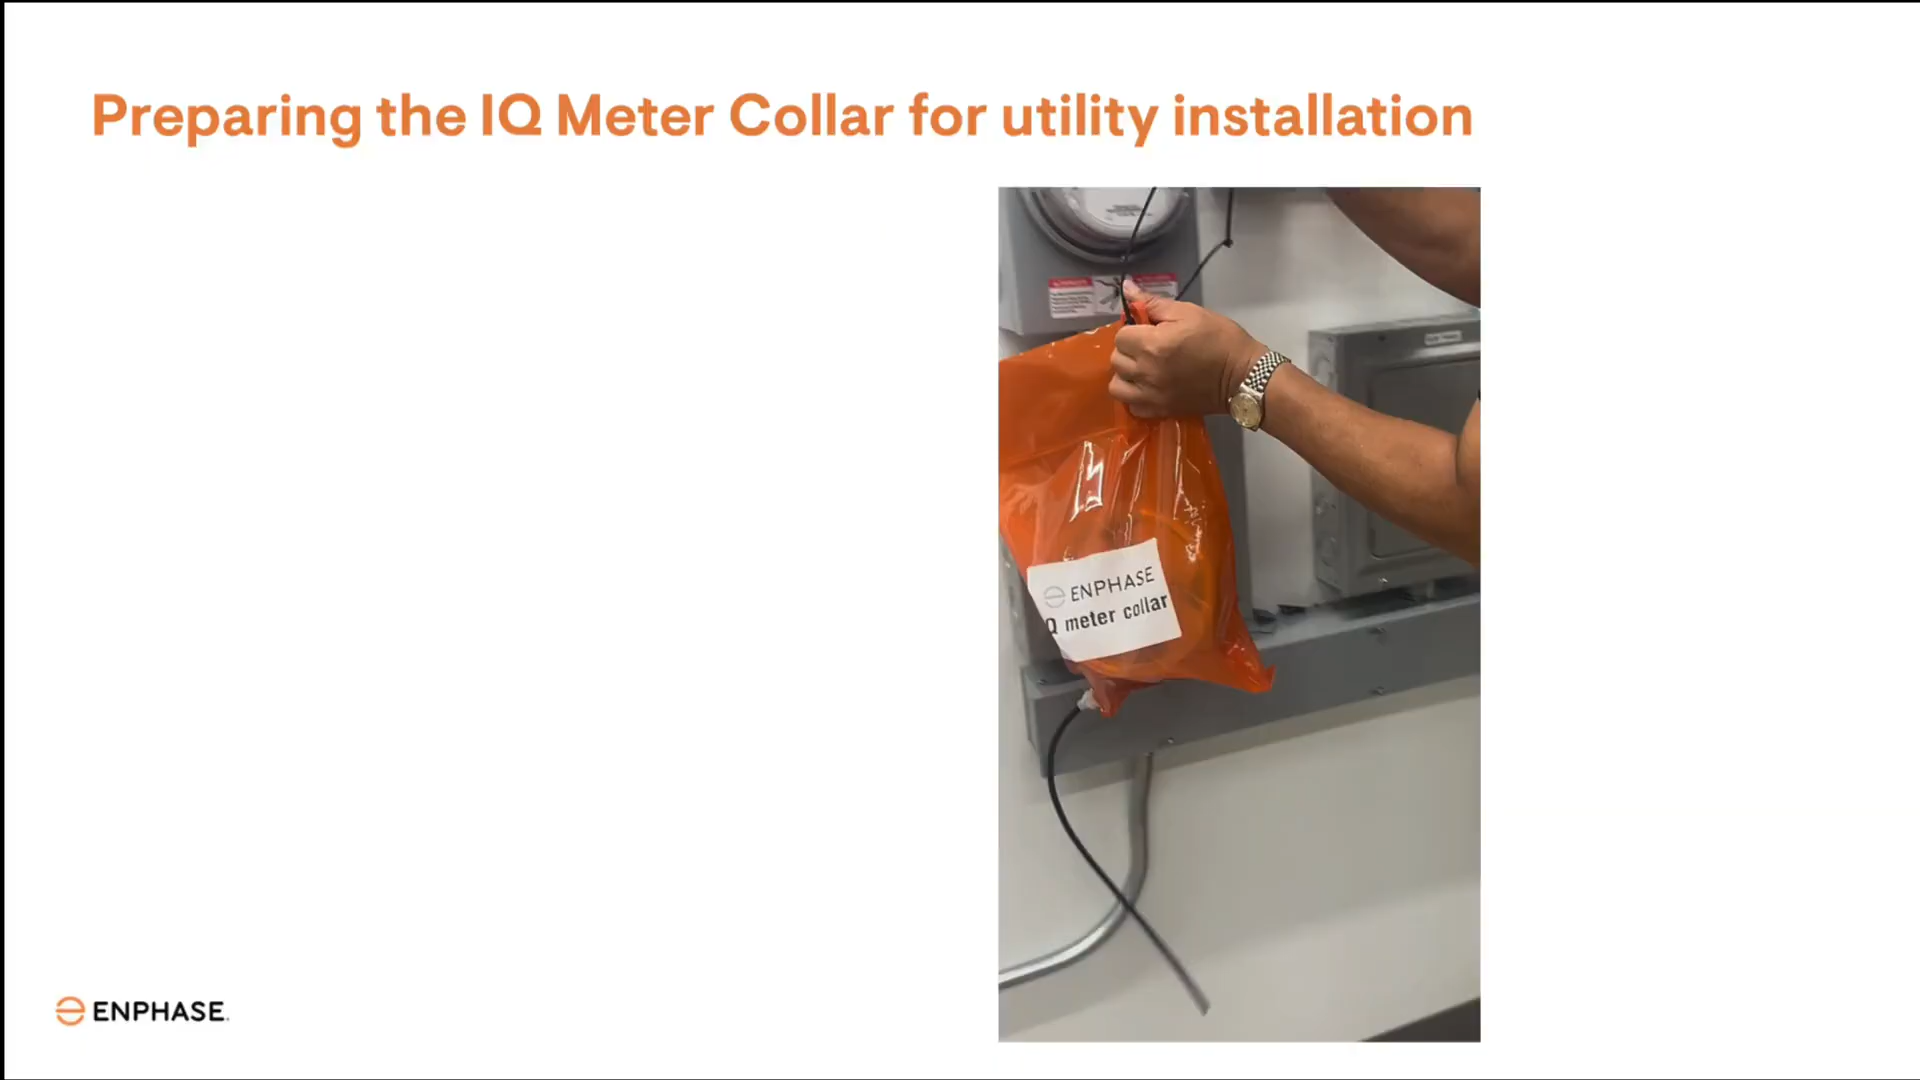 Preparing the IQ Meter Collar for utility installation
ENPHASE
Q meter collar
ENPHASE.